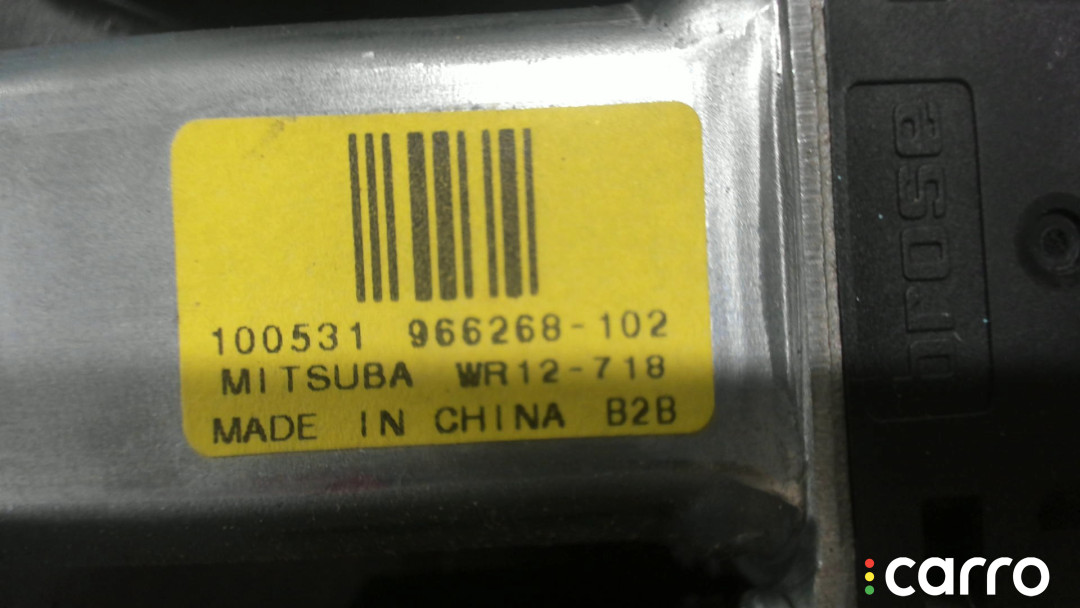 100531 966268-102
MITSUBA WR12-718
MADE IN CHINA B2B
brose
carro